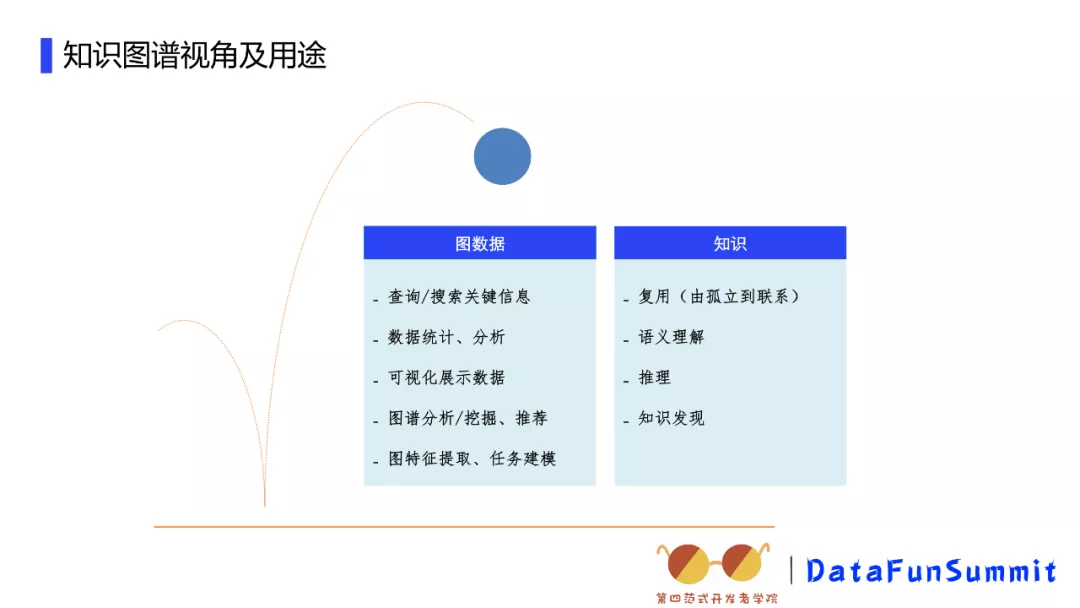 知识图谱视角及用途
图数据
- 查询/搜索关键信息
- 数据统计、分析
- 可视化展示数据
- 图谱分析/挖掘、推荐
- 图特征提取、任务建模
知识
- 复用（由孤立到联系）
- 语义理解
- 推理
- 知识发现
第四范式开发者学院
DataFunSummit